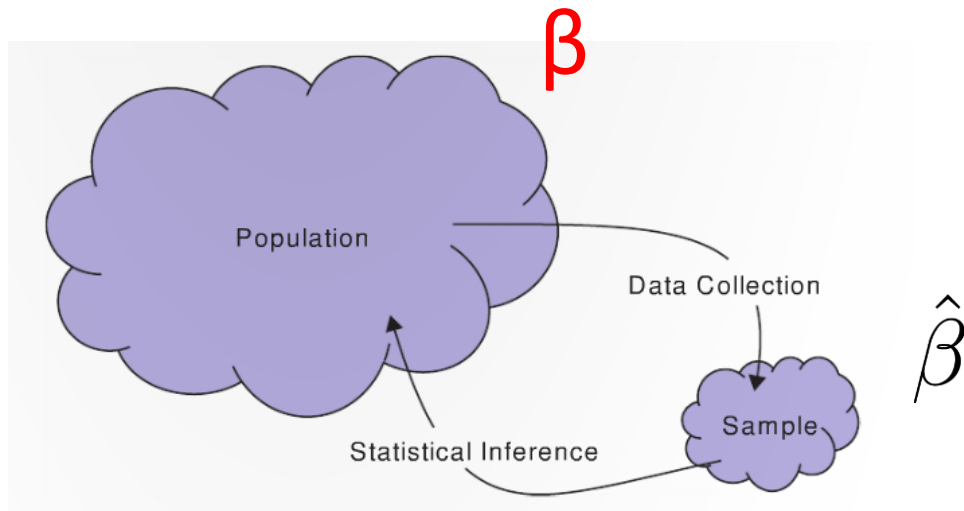 β
Population
Data Collection
β̂
Sample
Statistical Inference